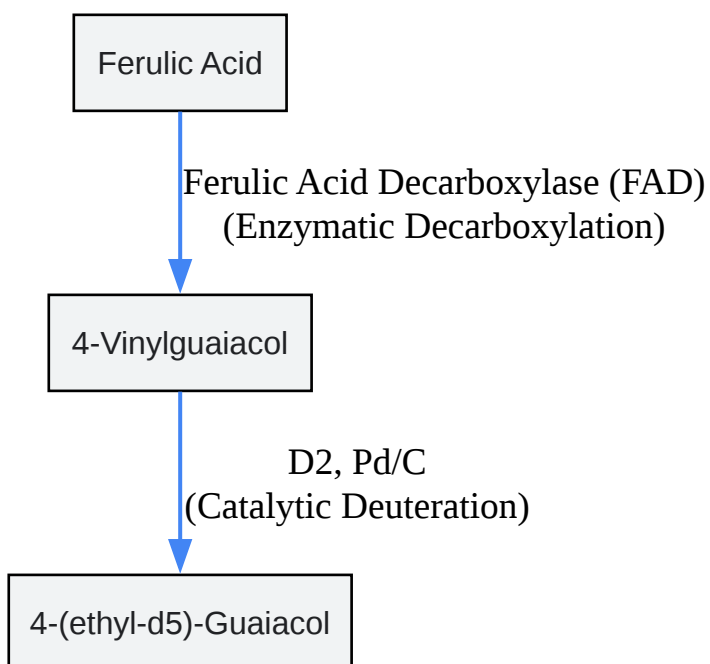 Ferulic Acid
Ferulic Acid Decarboxylase (FAD)
(Enzymatic Decarboxylation)
4-Vinylguaiacol
D2, Pd/C
(Catalytic Deuteration)
4-(ethyl-d5)-Guaiacol